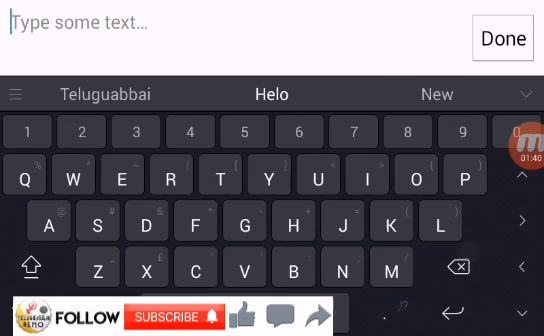 Type some text...
Done
Teluguabbai Helo New
1 2 3 4 5 6 7 8 9 0
01:40
% ^ ~ | [ ] < > { }
Q W E R T Y U I O P
@ # & * - + = ( )
A S D F G H J K L
_ £ " ' : ; /
Z X C V B N M
FOLLOW SUBSCRIBE . ,!?